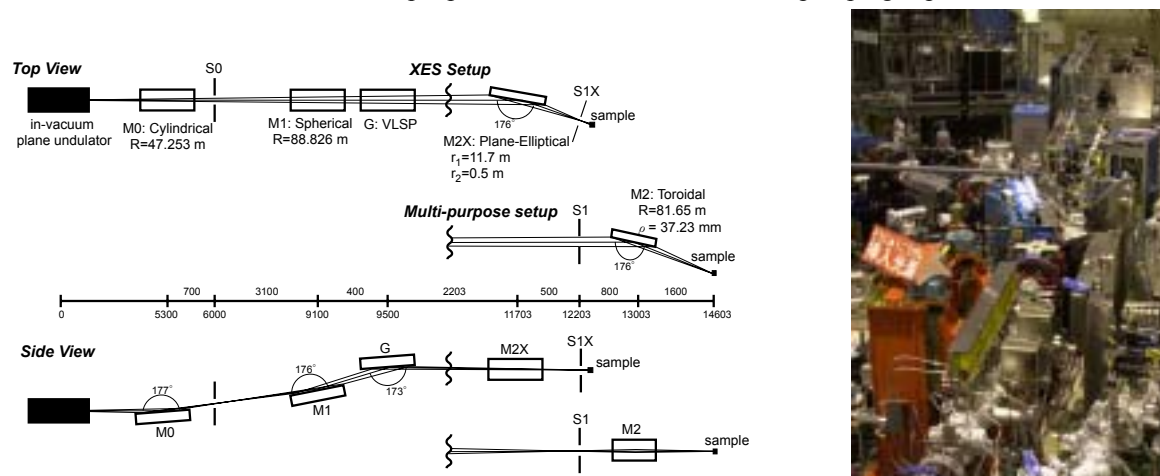 Top View
S0
XES Setup
S1X
sample
in-vacuum
plane undulator
M0: Cylindrical
R=47.253 m
M1: Spherical
R=88.826 m
G: VLSP
176°
M2X: Plane-Elliptical
r1=11.7 m
r2=0.5 m
Multi-purpose setup
S1
M2: Toroidal
R=81.65 m
ρ = 37.23 mm
176°
sample
700 3100 400 2203 500 800 1600
0 5300 6000 9100 9500 11703 12203 13003 14603
Side View
G
M2X
S1X
sample
177°
176°
173°
M0
M1
S1
M2
sample